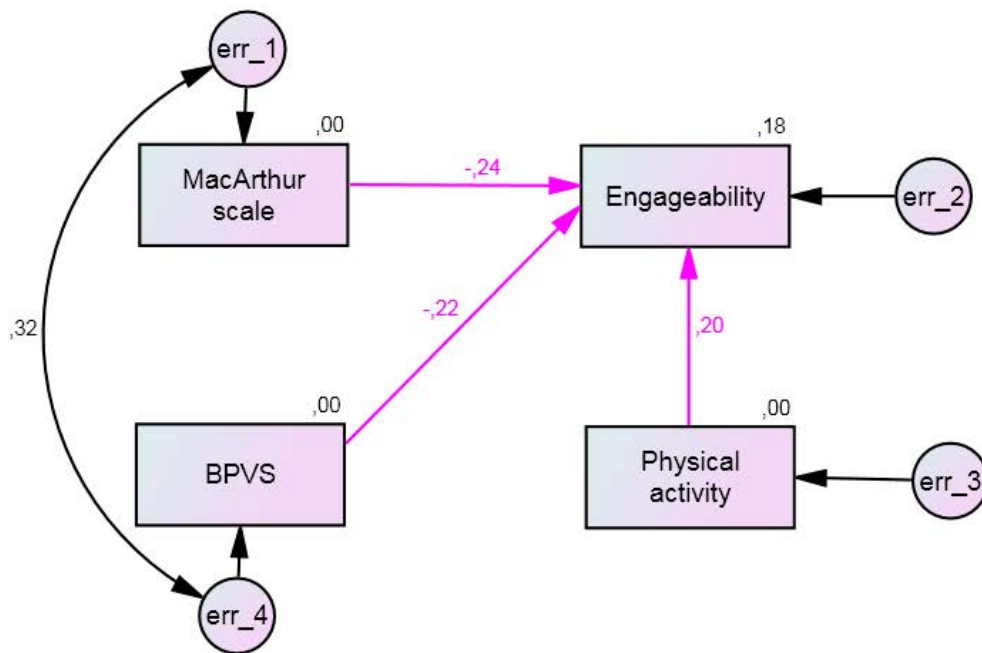 err_1
,00
,18
MacArthur
scale
-,24
Engageability
err_2
,32
-,22
,20
,00
,00
BPVS
Physical
activity
err_3
err_4